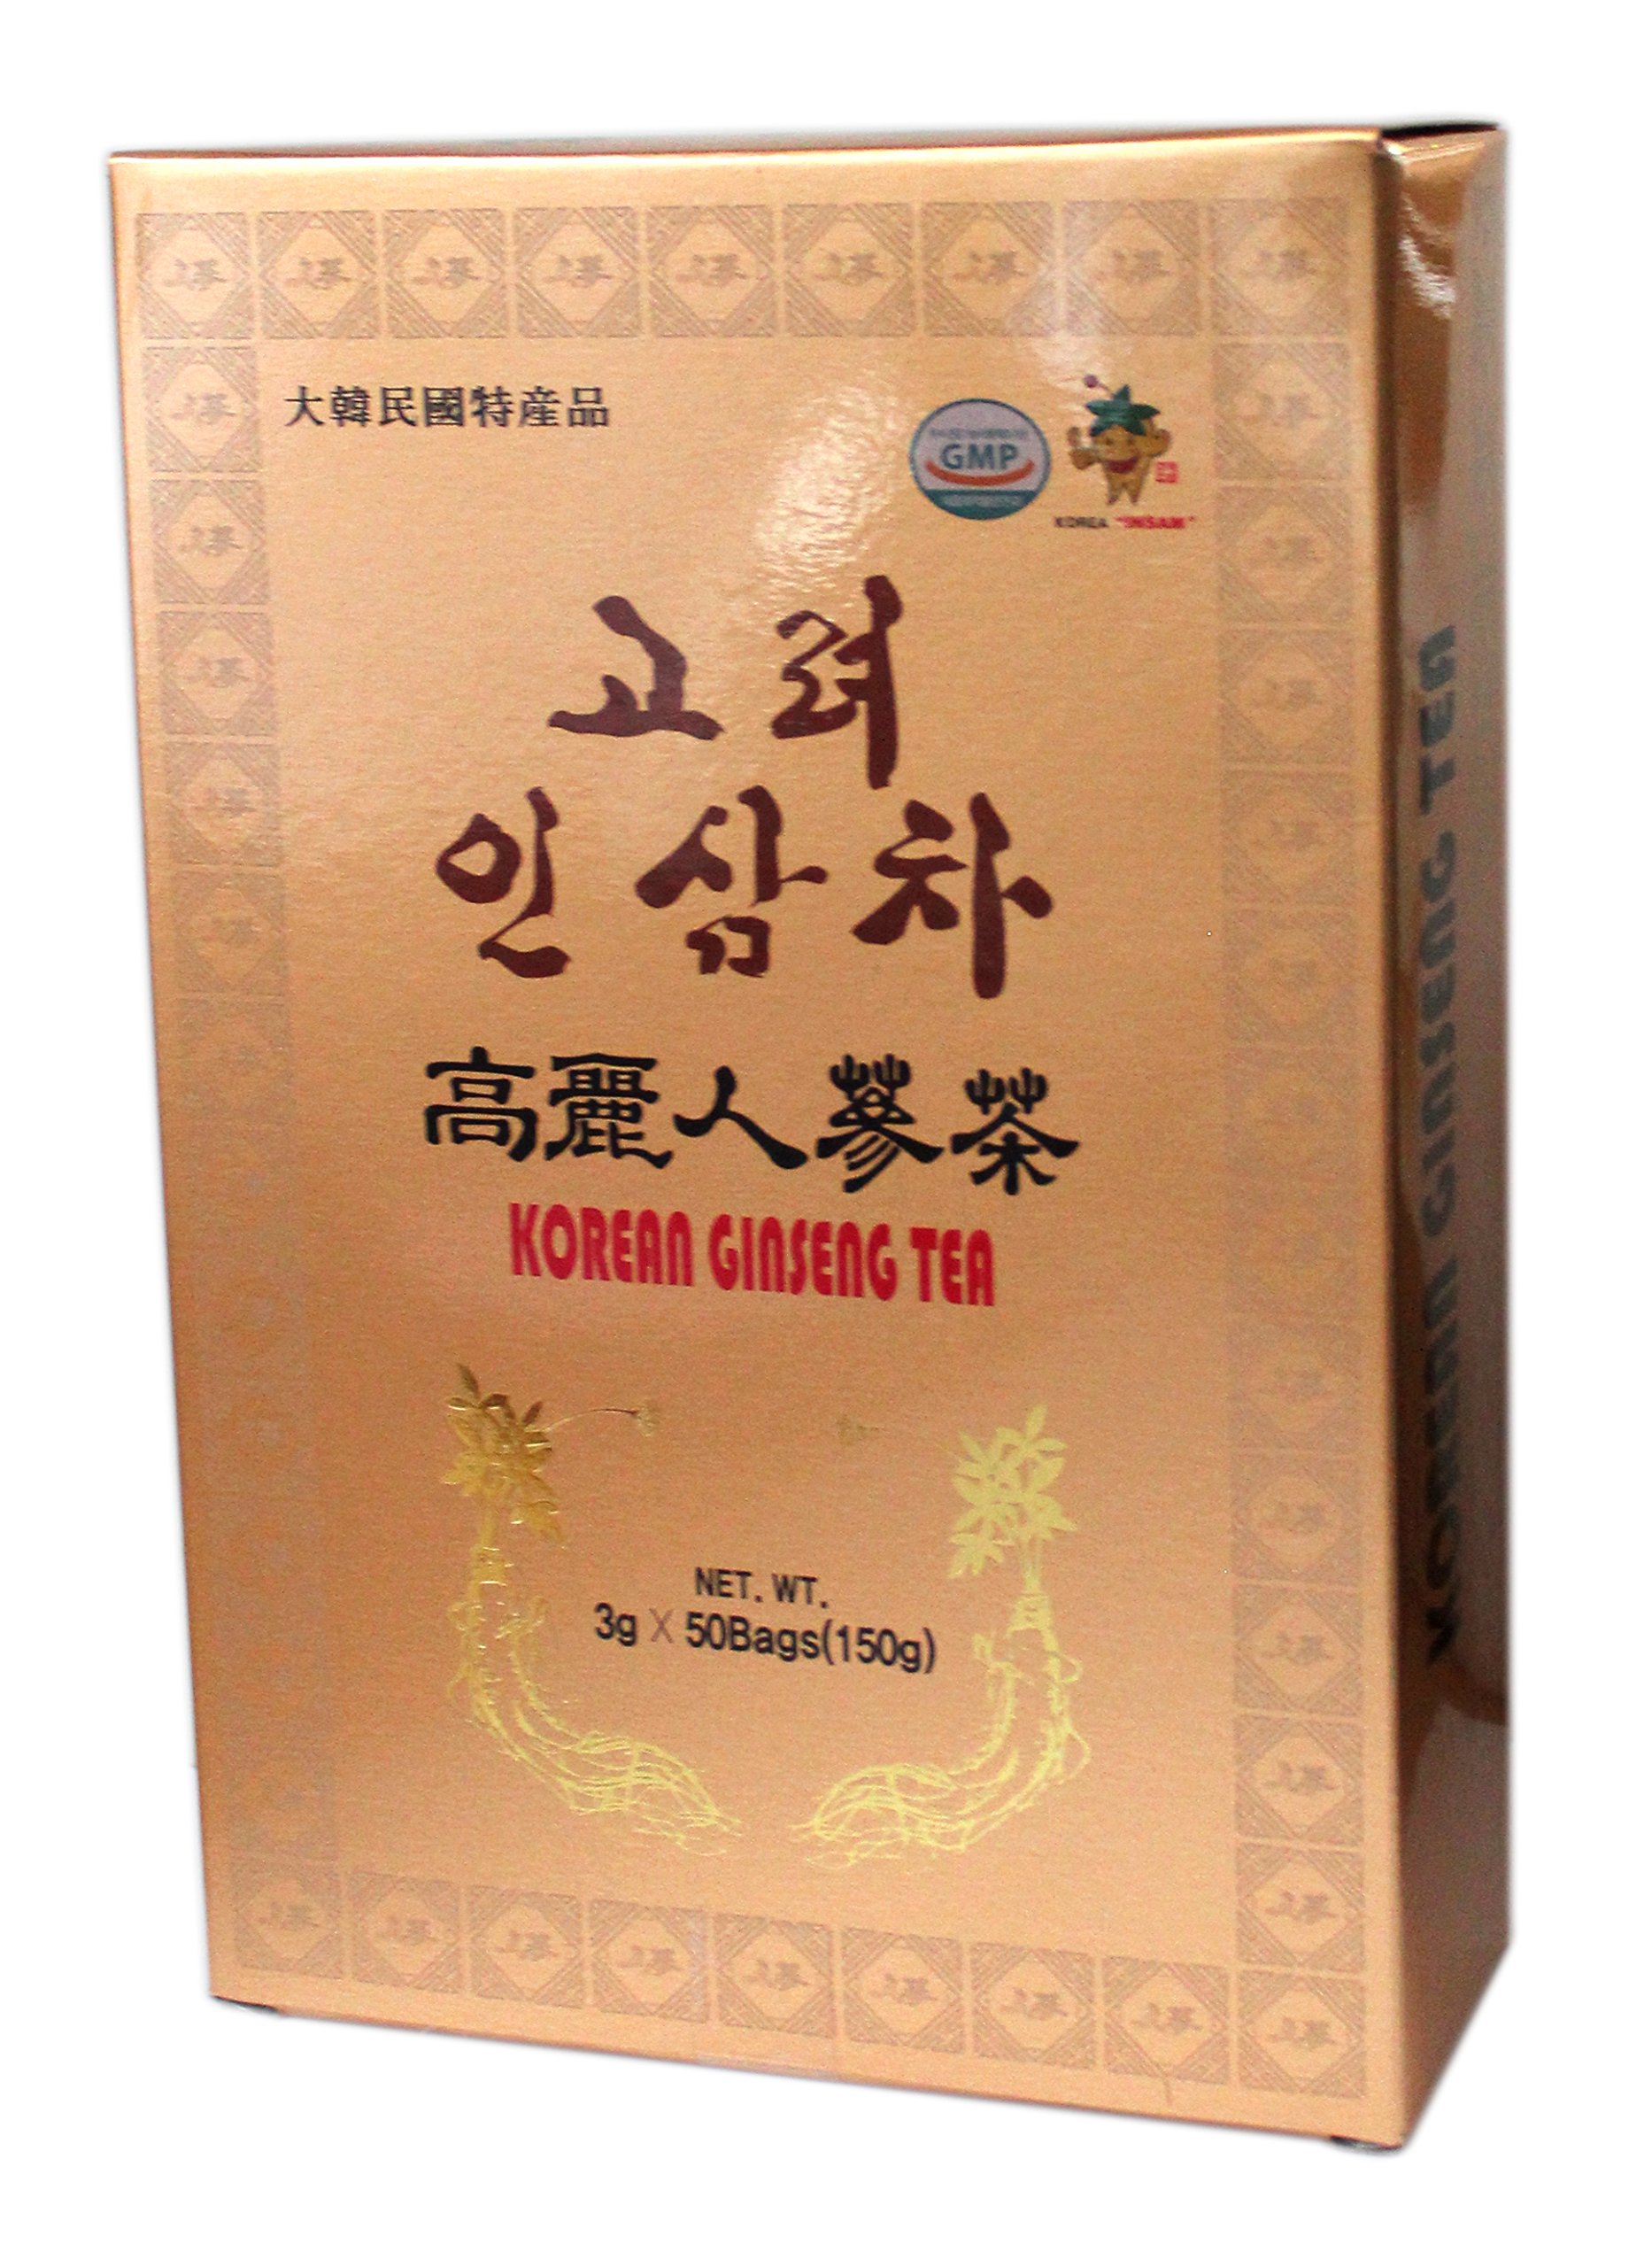 大韓民國特産品
GMP
KOREA "INSAM"
고려
인삼차
高麗人蔘茶
KOREAN GINSENG TEA
NET. WT.
3g X 50Bags(150g)
KOREAN GINSENG TEA